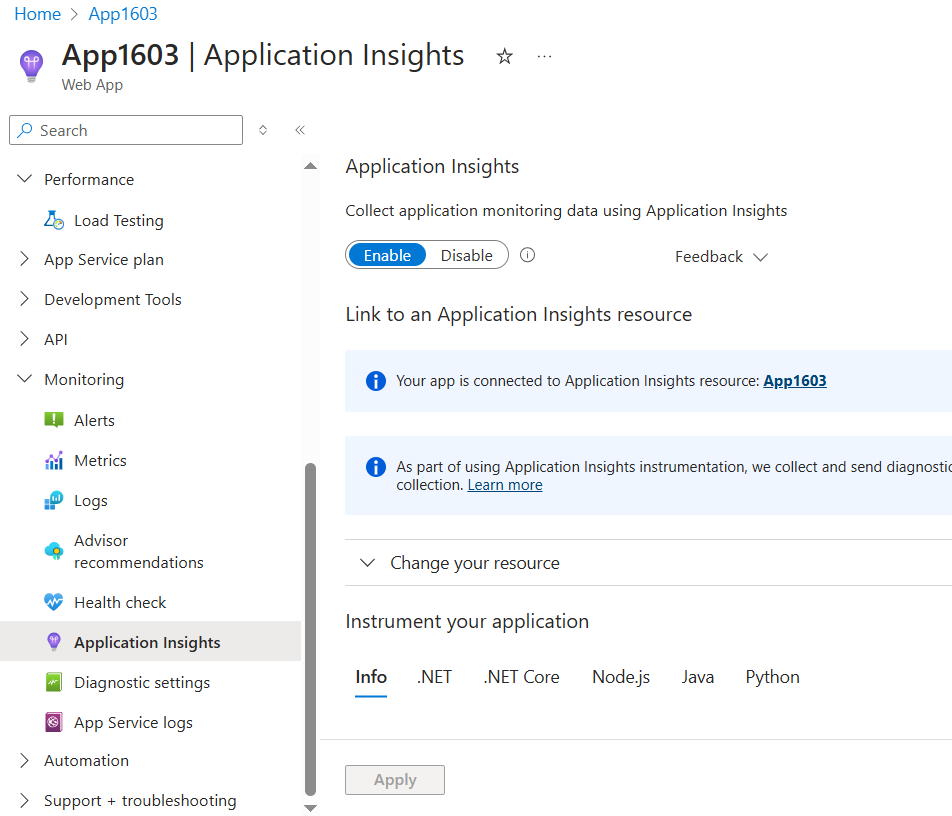 Home > App1603
App1603 | Application Insights
Web App
Search
Performance
Load Testing
App Service plan
Development Tools
API
Monitoring
Alerts
Metrics
Logs
Advisor
recommendations
Health check
Application Insights
Diagnostic settings
App Service logs
Automation
Support + troubleshooting
Application Insights
Collect application monitoring data using Application Insights
Enable Disable Feedback
Link to an Application Insights resource
Your app is connected to Application Insights resource: App1603
As part of using Application Insights instrumentation, we collect and send
collection. Learn more
Change your resource
Instrument your application
Info .NET .NET Core Node.js Java Python
Apply